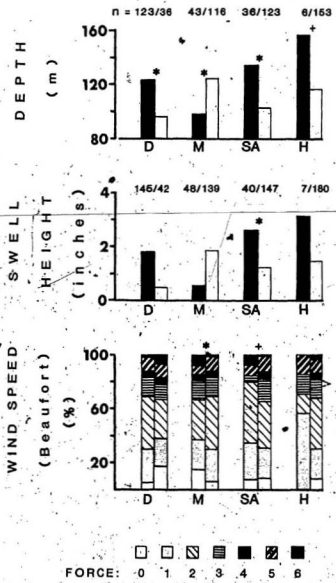 n = 123/36 43/116 36/123 6/153
DEPTH
(m)
160
120
80
* * * +
D M SA H
145/42 48/139 40/147 7/180
SWELL
HEIGHT
(inches)
4
2
0
*
D M SA H
WIND SPEED
(Beaufort)
(%)
100
60
20
* +
D M SA H
FORCE: 0 1 2 3 4 5 6